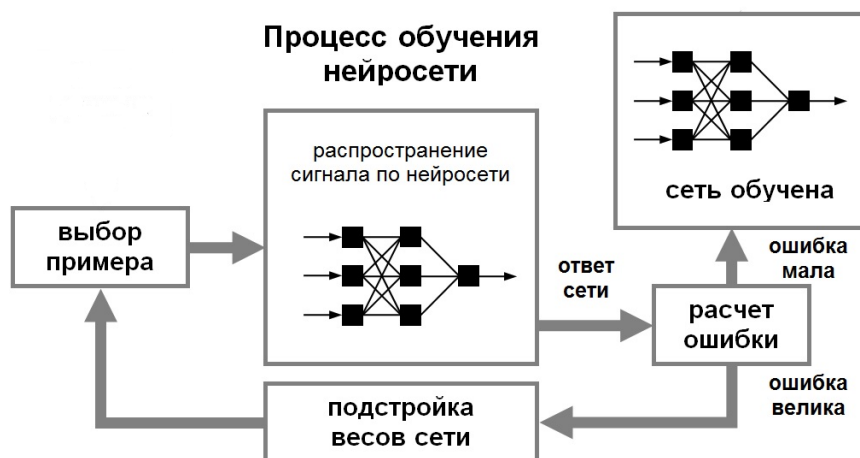 Процесс обучения
нейросети
распространение
сигнала по нейросети
сеть обучена
выбор
примера
ответ
сети
ошибка
мала
расчет
ошибки
ошибка
велика
подстройка
весов сети